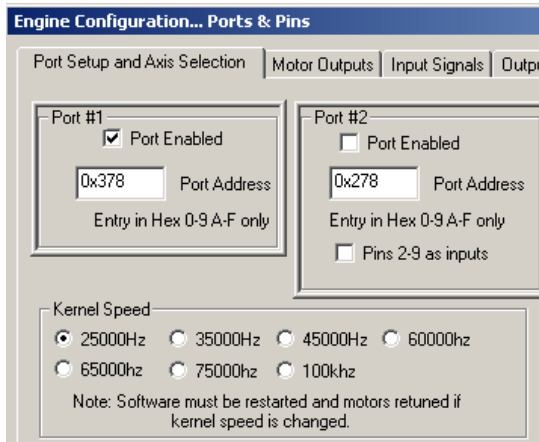 Engine Configuration... Ports & Pins
Port Setup and Axis Selection Motor Outputs Input Signals Outpu
Port #1
Port Enabled
0x378 Port Address
Entry in Hex 0-9 A-F only
Port #2
Port Enabled
0x278 Port Address
Entry in Hex 0-9 A-F only
Pins 2-9 as inputs
Kernel Speed
25000Hz 35000Hz 45000Hz 60000hz
65000hz 75000hz 100khz
Note: Software must be restarted and motors retuned if
kernel speed is changed.